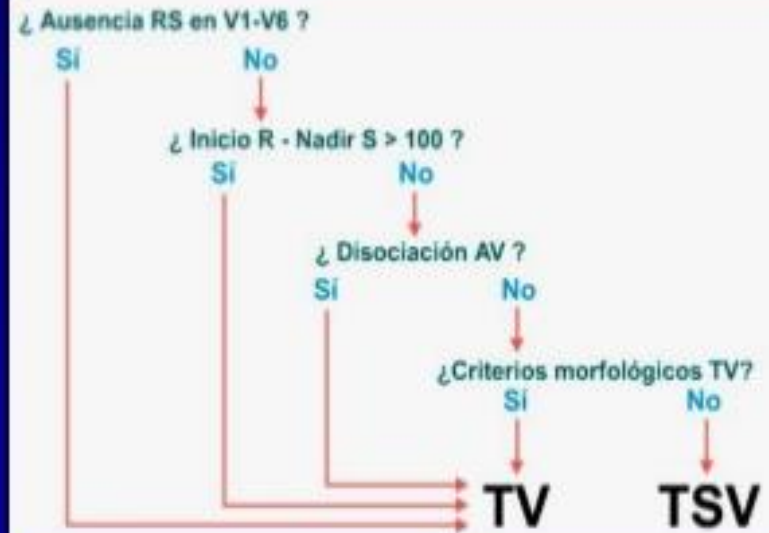 ¿ Ausencia RS en V1-V6 ?
Sí No
¿ Inicio R - Nadir S > 100 ?
Sí No
¿ Disociación AV ?
Sí No
¿Criterios morfológicos TV?
Sí No
TV TSV